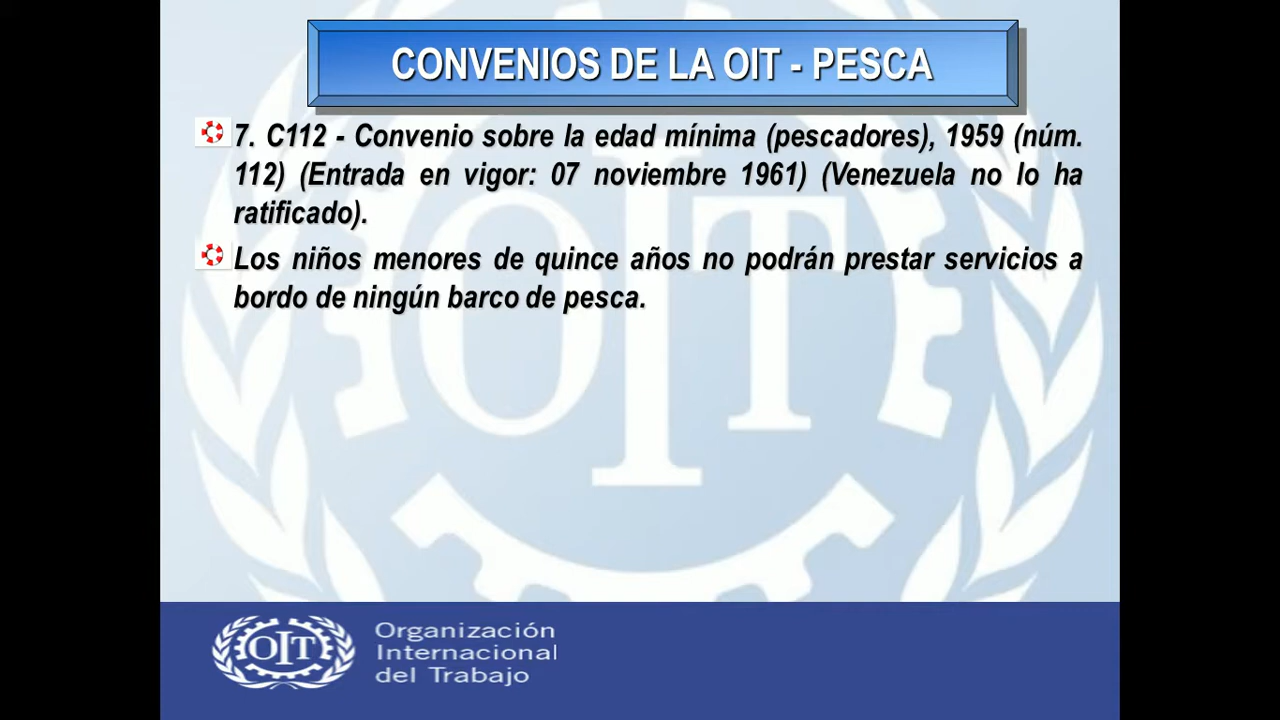 CONVENIOS DE LA OIT - PESCA
7. C112 - Convenio sobre la edad mínima (pescadores), 1959 (núm.
112) (Entrada en vigor: 07 noviembre 1961) (Venezuela no lo ha
ratificado).
Los niños menores de quince años no podrán prestar servicios a
bordo de ningún barco de pesca.
OIT
OIT
Organización
Internacional
del Trabajo